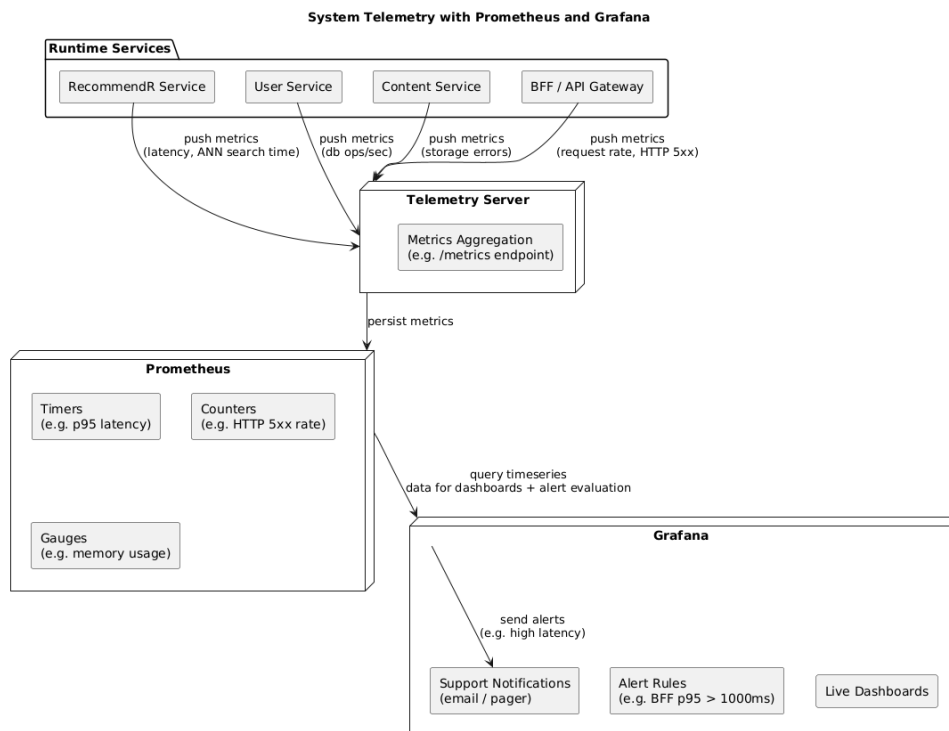 System Telemetry with Prometheus and Grafana
Runtime Services
RecommendR Service
User Service
Content Service
BFF / API Gateway
push metrics
(latency, ANN search time)
push metrics
(db ops/sec)
push metrics
(storage errors)
push metrics
(request rate, HTTP 5xx)
Telemetry Server
Metrics Aggregation
(e.g. /metrics endpoint)
persist metrics
Prometheus
Timers
(e.g. p95 latency)
Counters
(e.g. HTTP 5xx rate)
Gauges
(e.g. memory usage)
query timeseries
data for dashboards + alert evaluation
Grafana
send alerts
(e.g. high latency)
Support Notifications
(email / pager)
Alert Rules
(e.g. BFF p95 > 1000ms)
Live Dashboards